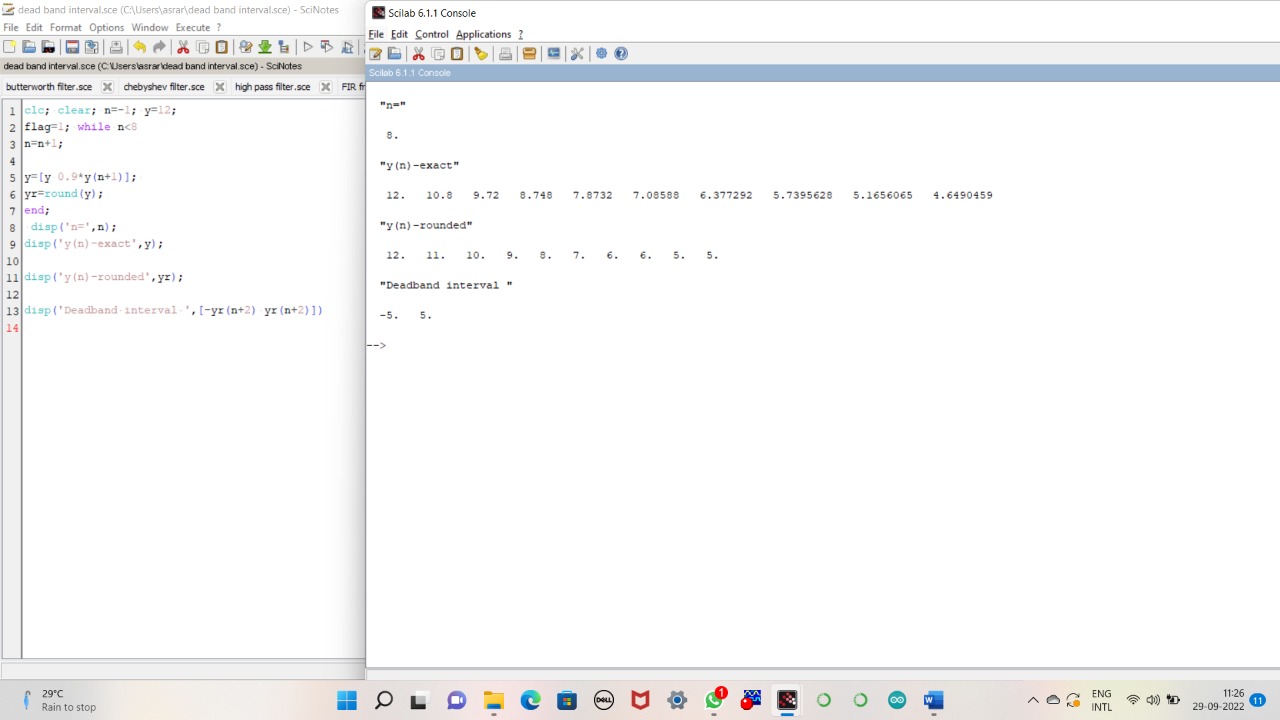 dead band interval.sce (C:\Users\asrar\dead band interval.sce) - SciNotes
File Edit Format Options Window Execute ?
dead band interval.sce (C:\Users\asrar\dead band interval.sce) - SciNotes
butterworth filter.sce chebyshev filter.sce high pass filter.sce FIR fr
1 clc; clear; n=-1; y=12;
2 flag=1; while n<8
3 n=n+1;
4
5 y=[y 0.9*y(n+1)];
6 yr=round(y);
7 end;
8 disp('n=',n);
9 disp('y(n)-exact',y);
10
11 disp('y(n)-rounded',yr);
12
13 disp('Deadband interval ',[-yr(n+2) yr(n+2)])
14
Scilab 6.1.1 Console
File Edit Control Applications ?
Scilab 6.1.1 Console
"n="
8.
"y(n)-exact"
12. 10.8 9.72 8.748 7.8732 7.08588 6.377292 5.7395628 5.1656065 4.6490459
"y(n)-rounded"
12. 11. 10. 9. 8. 7. 6. 6. 5. 5.
"Deadband interval "
-5. 5.
-->
29°C
Rain to stop
DELL
1
ENG
INTL
11:26
20-09-2022
11